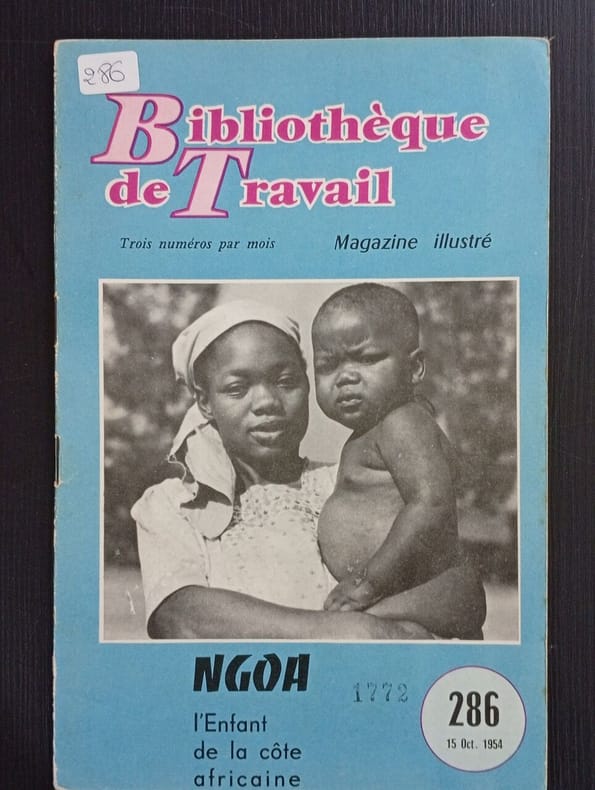 286
Bibliothèque
de Travail
Trois numéros par mois Magazine illustré
NGOA
1772
l'Enfant
de la côte
africaine
286
15 Oct. 1954